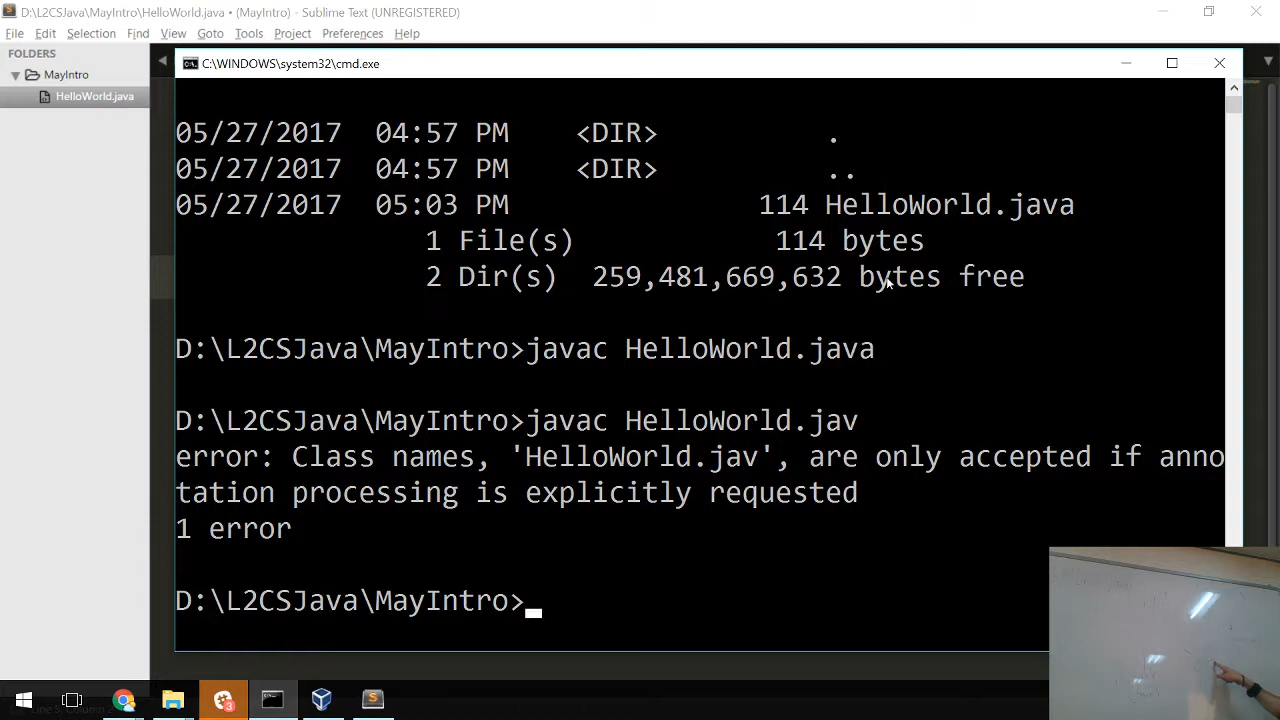 D:\L2CSJava\MayIntro\HelloWorld.java • (MayIntro) - Sublime Text (UNREGISTERED)
File Edit Selection Find View Goto Tools Project Preferences Help
FOLDERS
MayIntro
HelloWorld.java
C:\WINDOWS\system32\cmd.exe
05/27/2017 04:57 PM <DIR> .
05/27/2017 04:57 PM <DIR> ..
05/27/2017 05:03 PM 114 HelloWorld.java
1 File(s) 114 bytes
2 Dir(s) 259,481,669,632 bytes free
D:\L2CSJava\MayIntro>javac HelloWorld.java
D:\L2CSJava\MayIntro>javac HelloWorld.jav
error: Class names, 'HelloWorld.jav', are only accepted if anno
tation processing is explicitly requested
1 error
D:\L2CSJava\MayIntro>
3